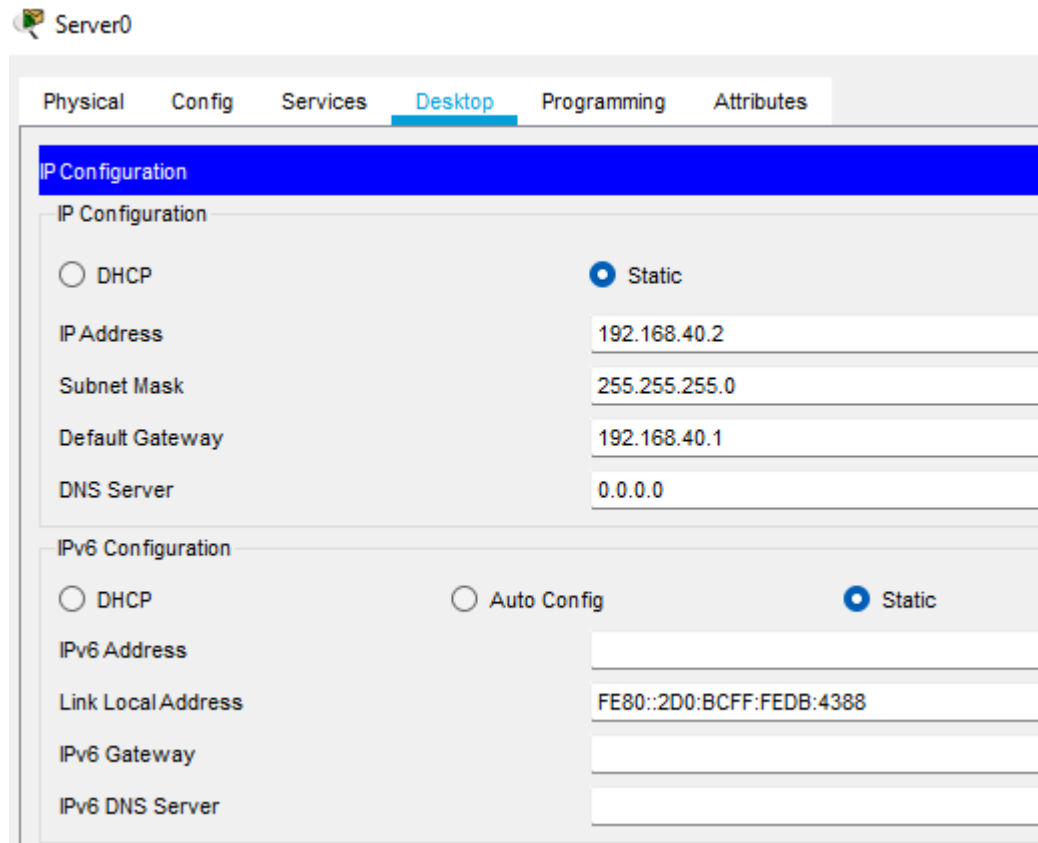 Server0
Physical Config Services Desktop Programming Attributes
IP Configuration
IP Configuration
DHCP Static
IP Address 192.168.40.2
Subnet Mask 255.255.255.0
Default Gateway 192.168.40.1
DNS Server 0.0.0.0
IPv6 Configuration
DHCP Auto Config Static
IPv6 Address
Link Local Address FE80::2D0:BCFF:FEDB:4388
IPv6 Gateway
IPv6 DNS Server